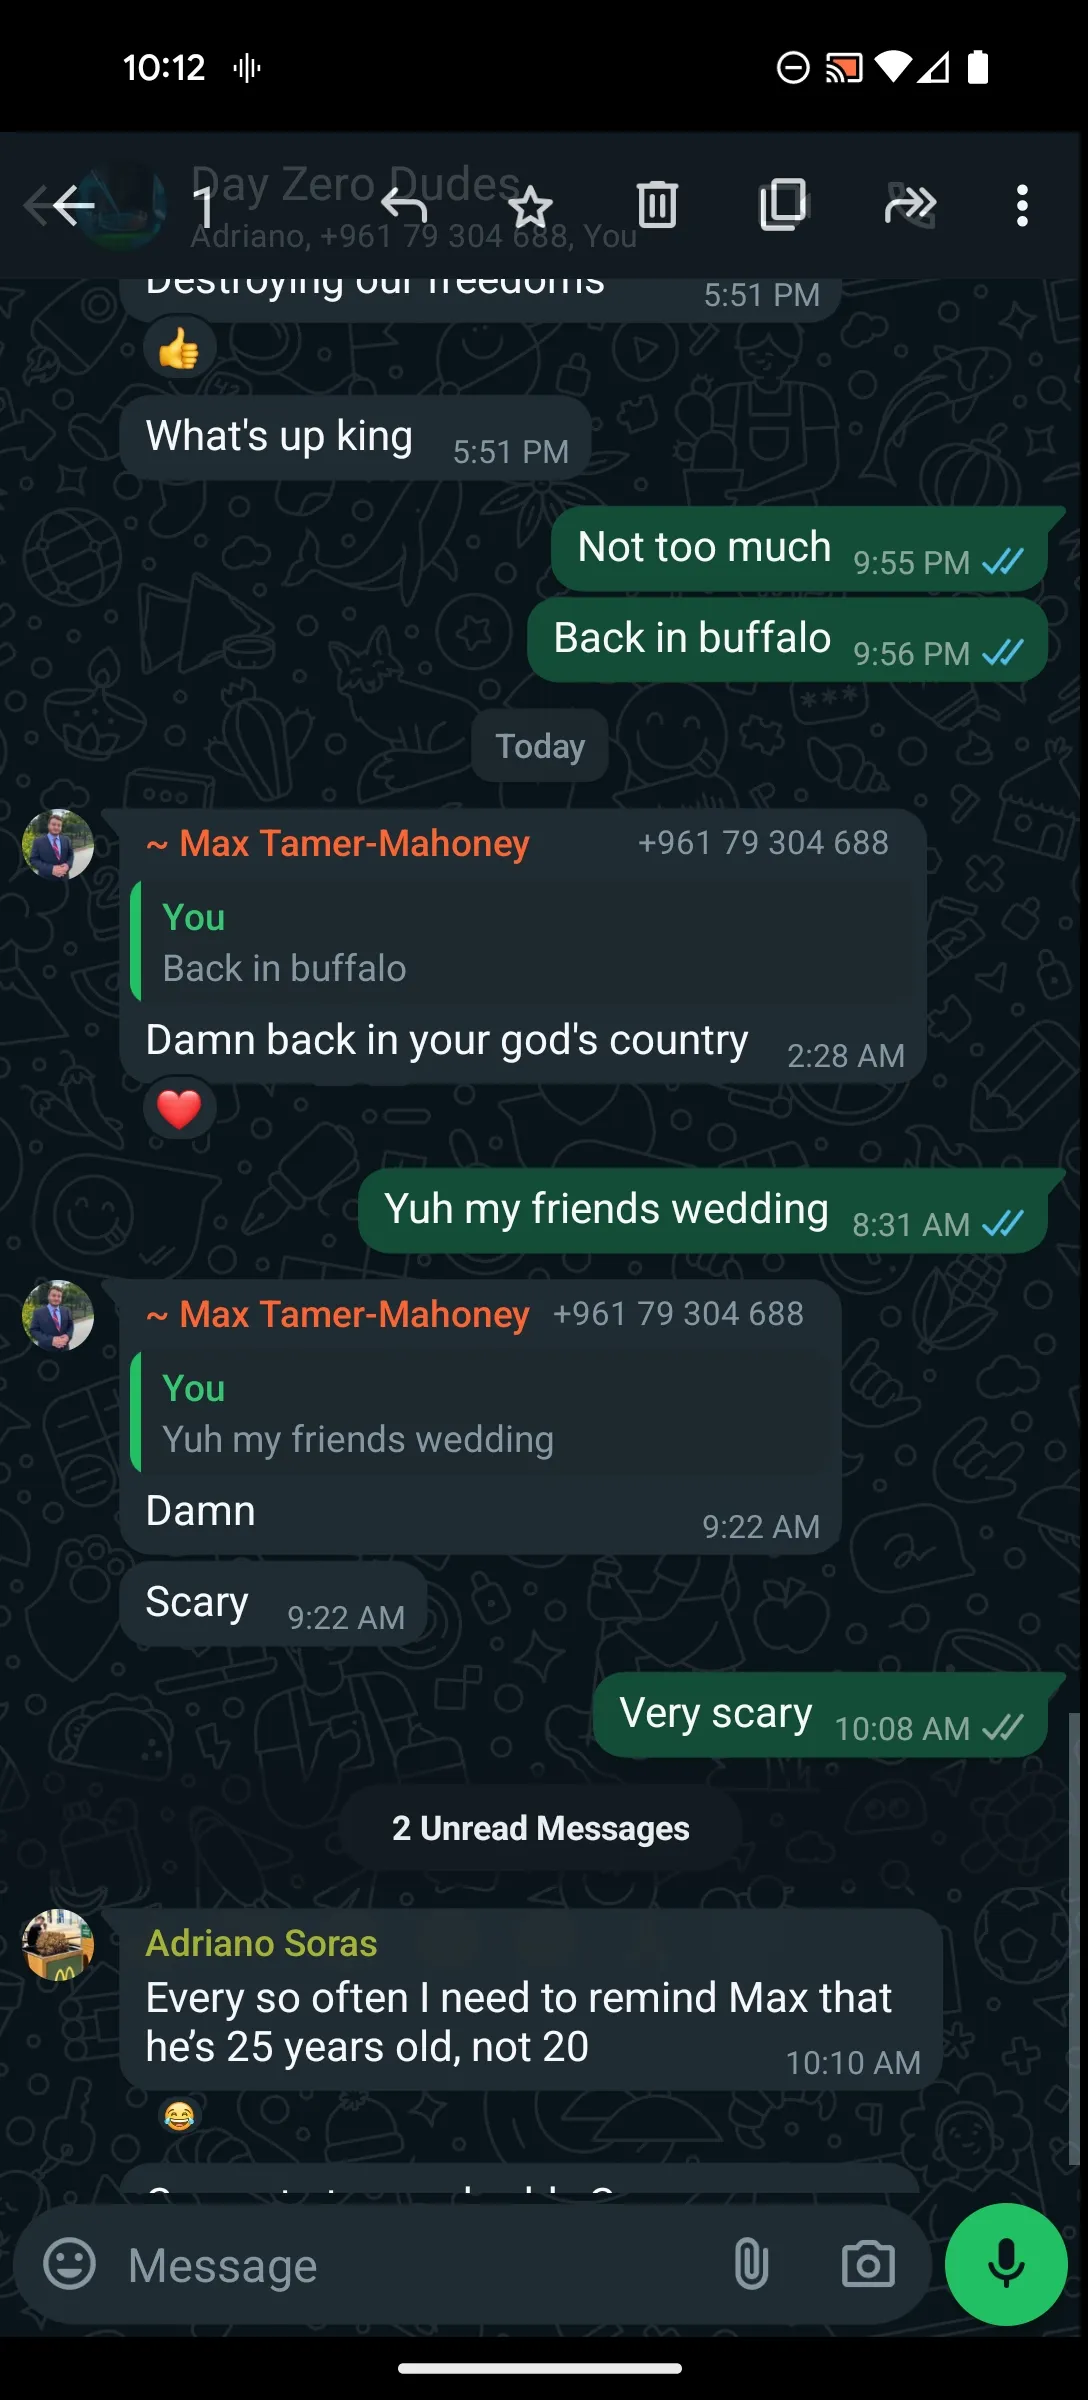 10:12
1
Day Zero Dudes
Adriano, +961 79 304 688, You
Destroying our freedoms 5:51 PM
👍
What's up king 5:51 PM
Not too much 9:55 PM
Back in buffalo 9:56 PM
Today
~ Max Tamer-Mahoney +961 79 304 688
You
Back in buffalo
Damn back in your god's country 2:28 AM
❤️
Yuh my friends wedding 8:31 AM
~ Max Tamer-Mahoney +961 79 304 688
You
Yuh my friends wedding
Damn 9:22 AM
Scary 9:22 AM
Very scary 10:08 AM
2 Unread Messages
Adriano Soras
Every so often I need to remind Max that
he’s 25 years old, not 20
10:10 AM
😂
Message